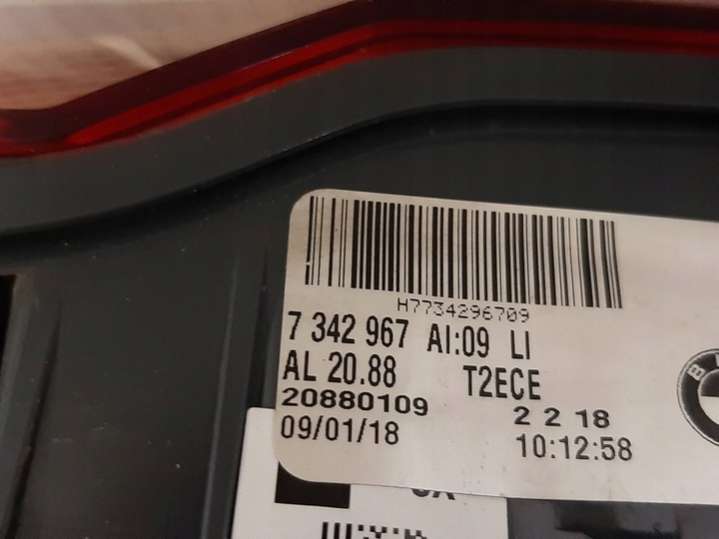 H7734296709
7 342 967 AI:09 LI
AL 20.88 T2ECE
20880109 2 2 18
09/01/18 10:12:58
B